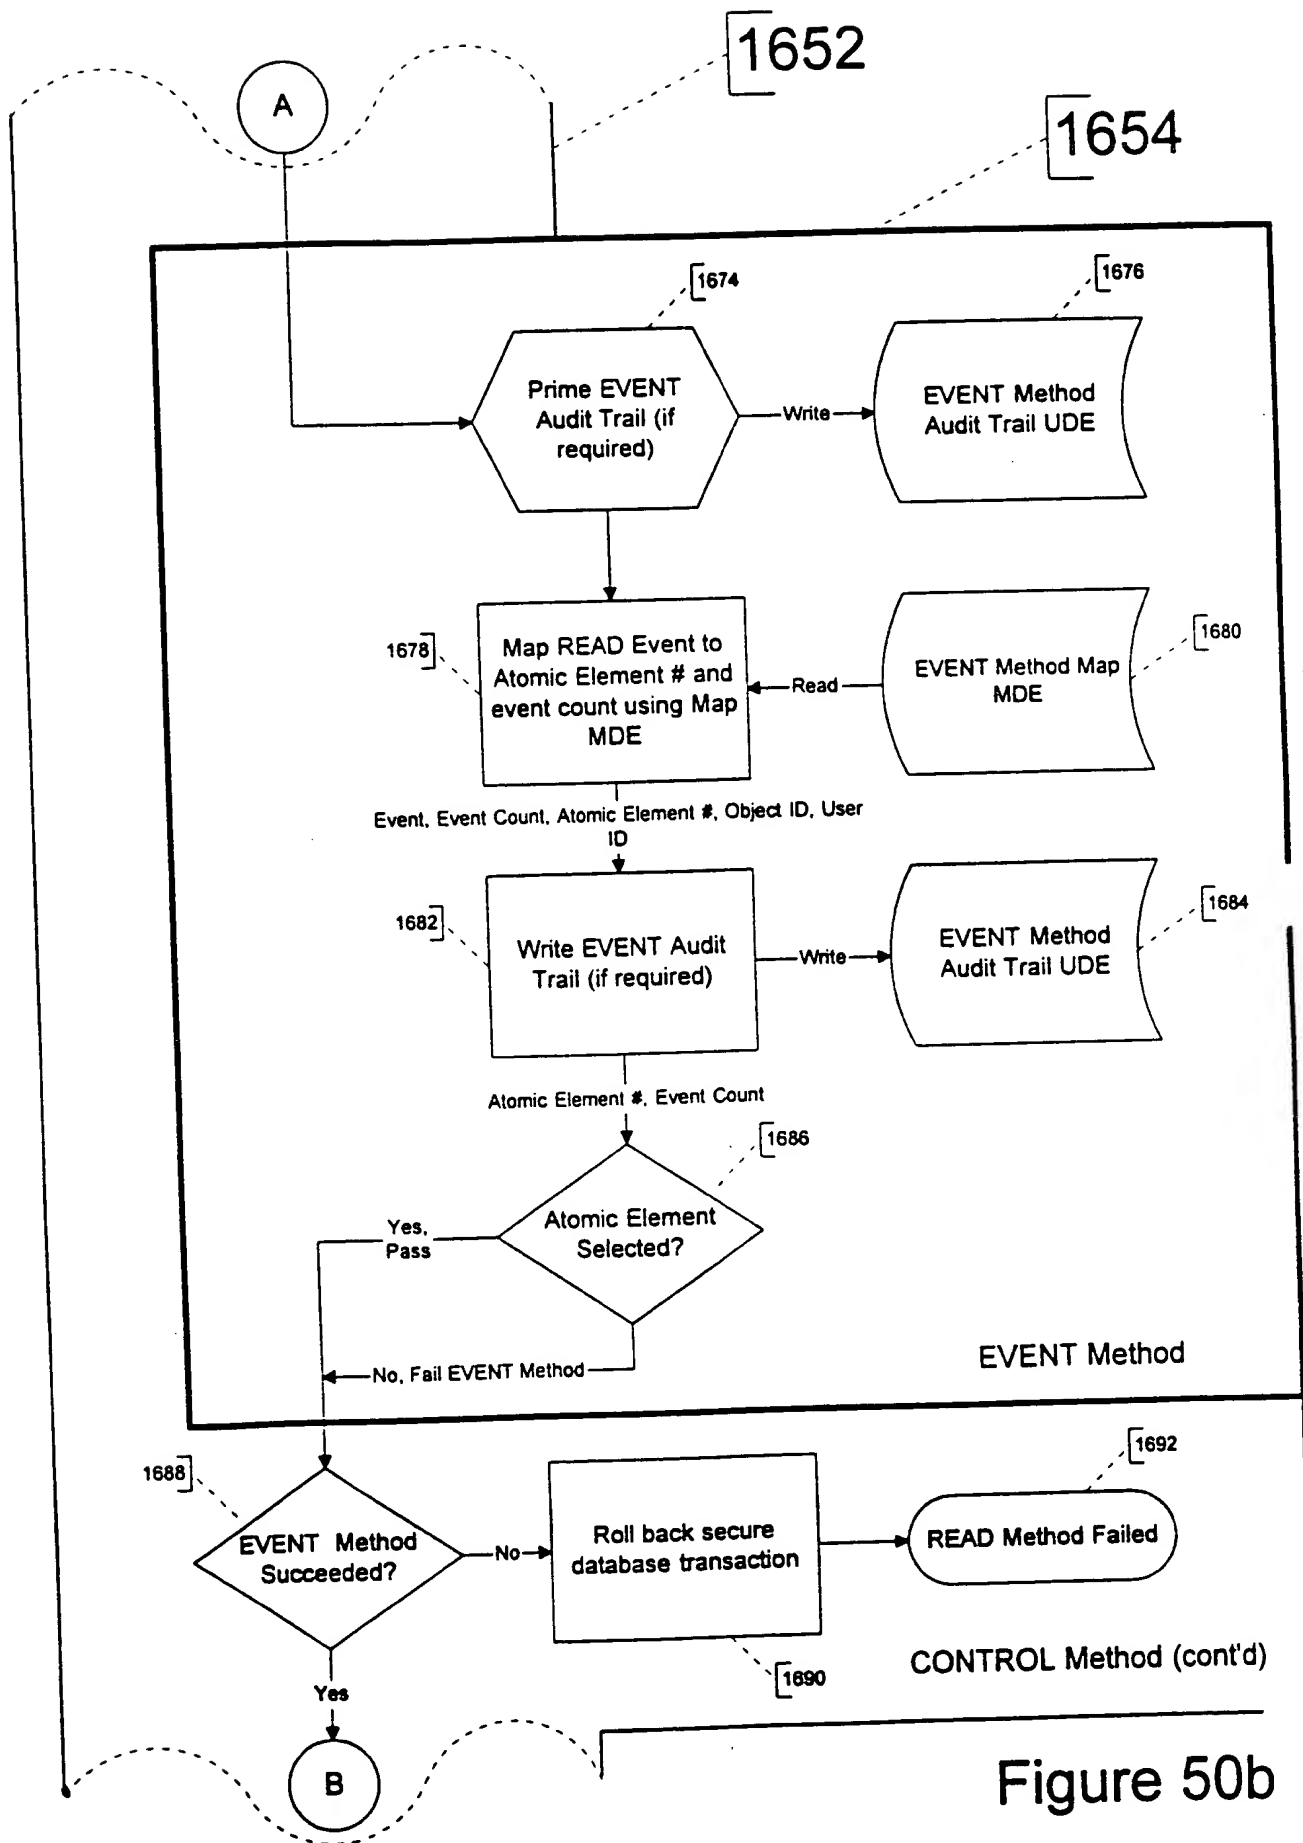 1652
A
1654
1674
1676
Prime EVENT
Audit Trail (if
required)
Write
EVENT Method
Audit Trail UDE
1678
Map READ Event to
Atomic Element # and
event count using Map
MDE
Read
EVENT Method Map
MDE
1680
Event, Event Count, Atomic Element #, Object ID, User
ID
1682
Write EVENT Audit
Trail (if required)
Write
EVENT Method
Audit Trail UDE
1684
Atomic Element #, Event Count
1686
Atomic Element
Selected?
Yes,
Pass
No, Fail EVENT Method
EVENT Method
1688
EVENT Method
Succeeded?
No
Roll back secure
database transaction
1692
READ Method Failed
1690
CONTROL Method (cont'd)
Yes
B
Figure 50b